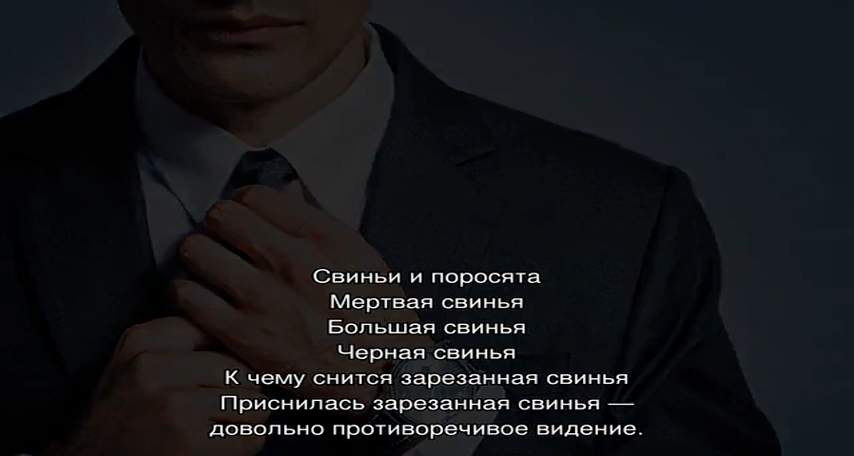 Свиньи и поросята
Мертвая свинья
Большая свинья
Черная свинья
К чему снится зарезанная свинья
Приснилась зарезанная свинья —
довольно противоречивое видение.